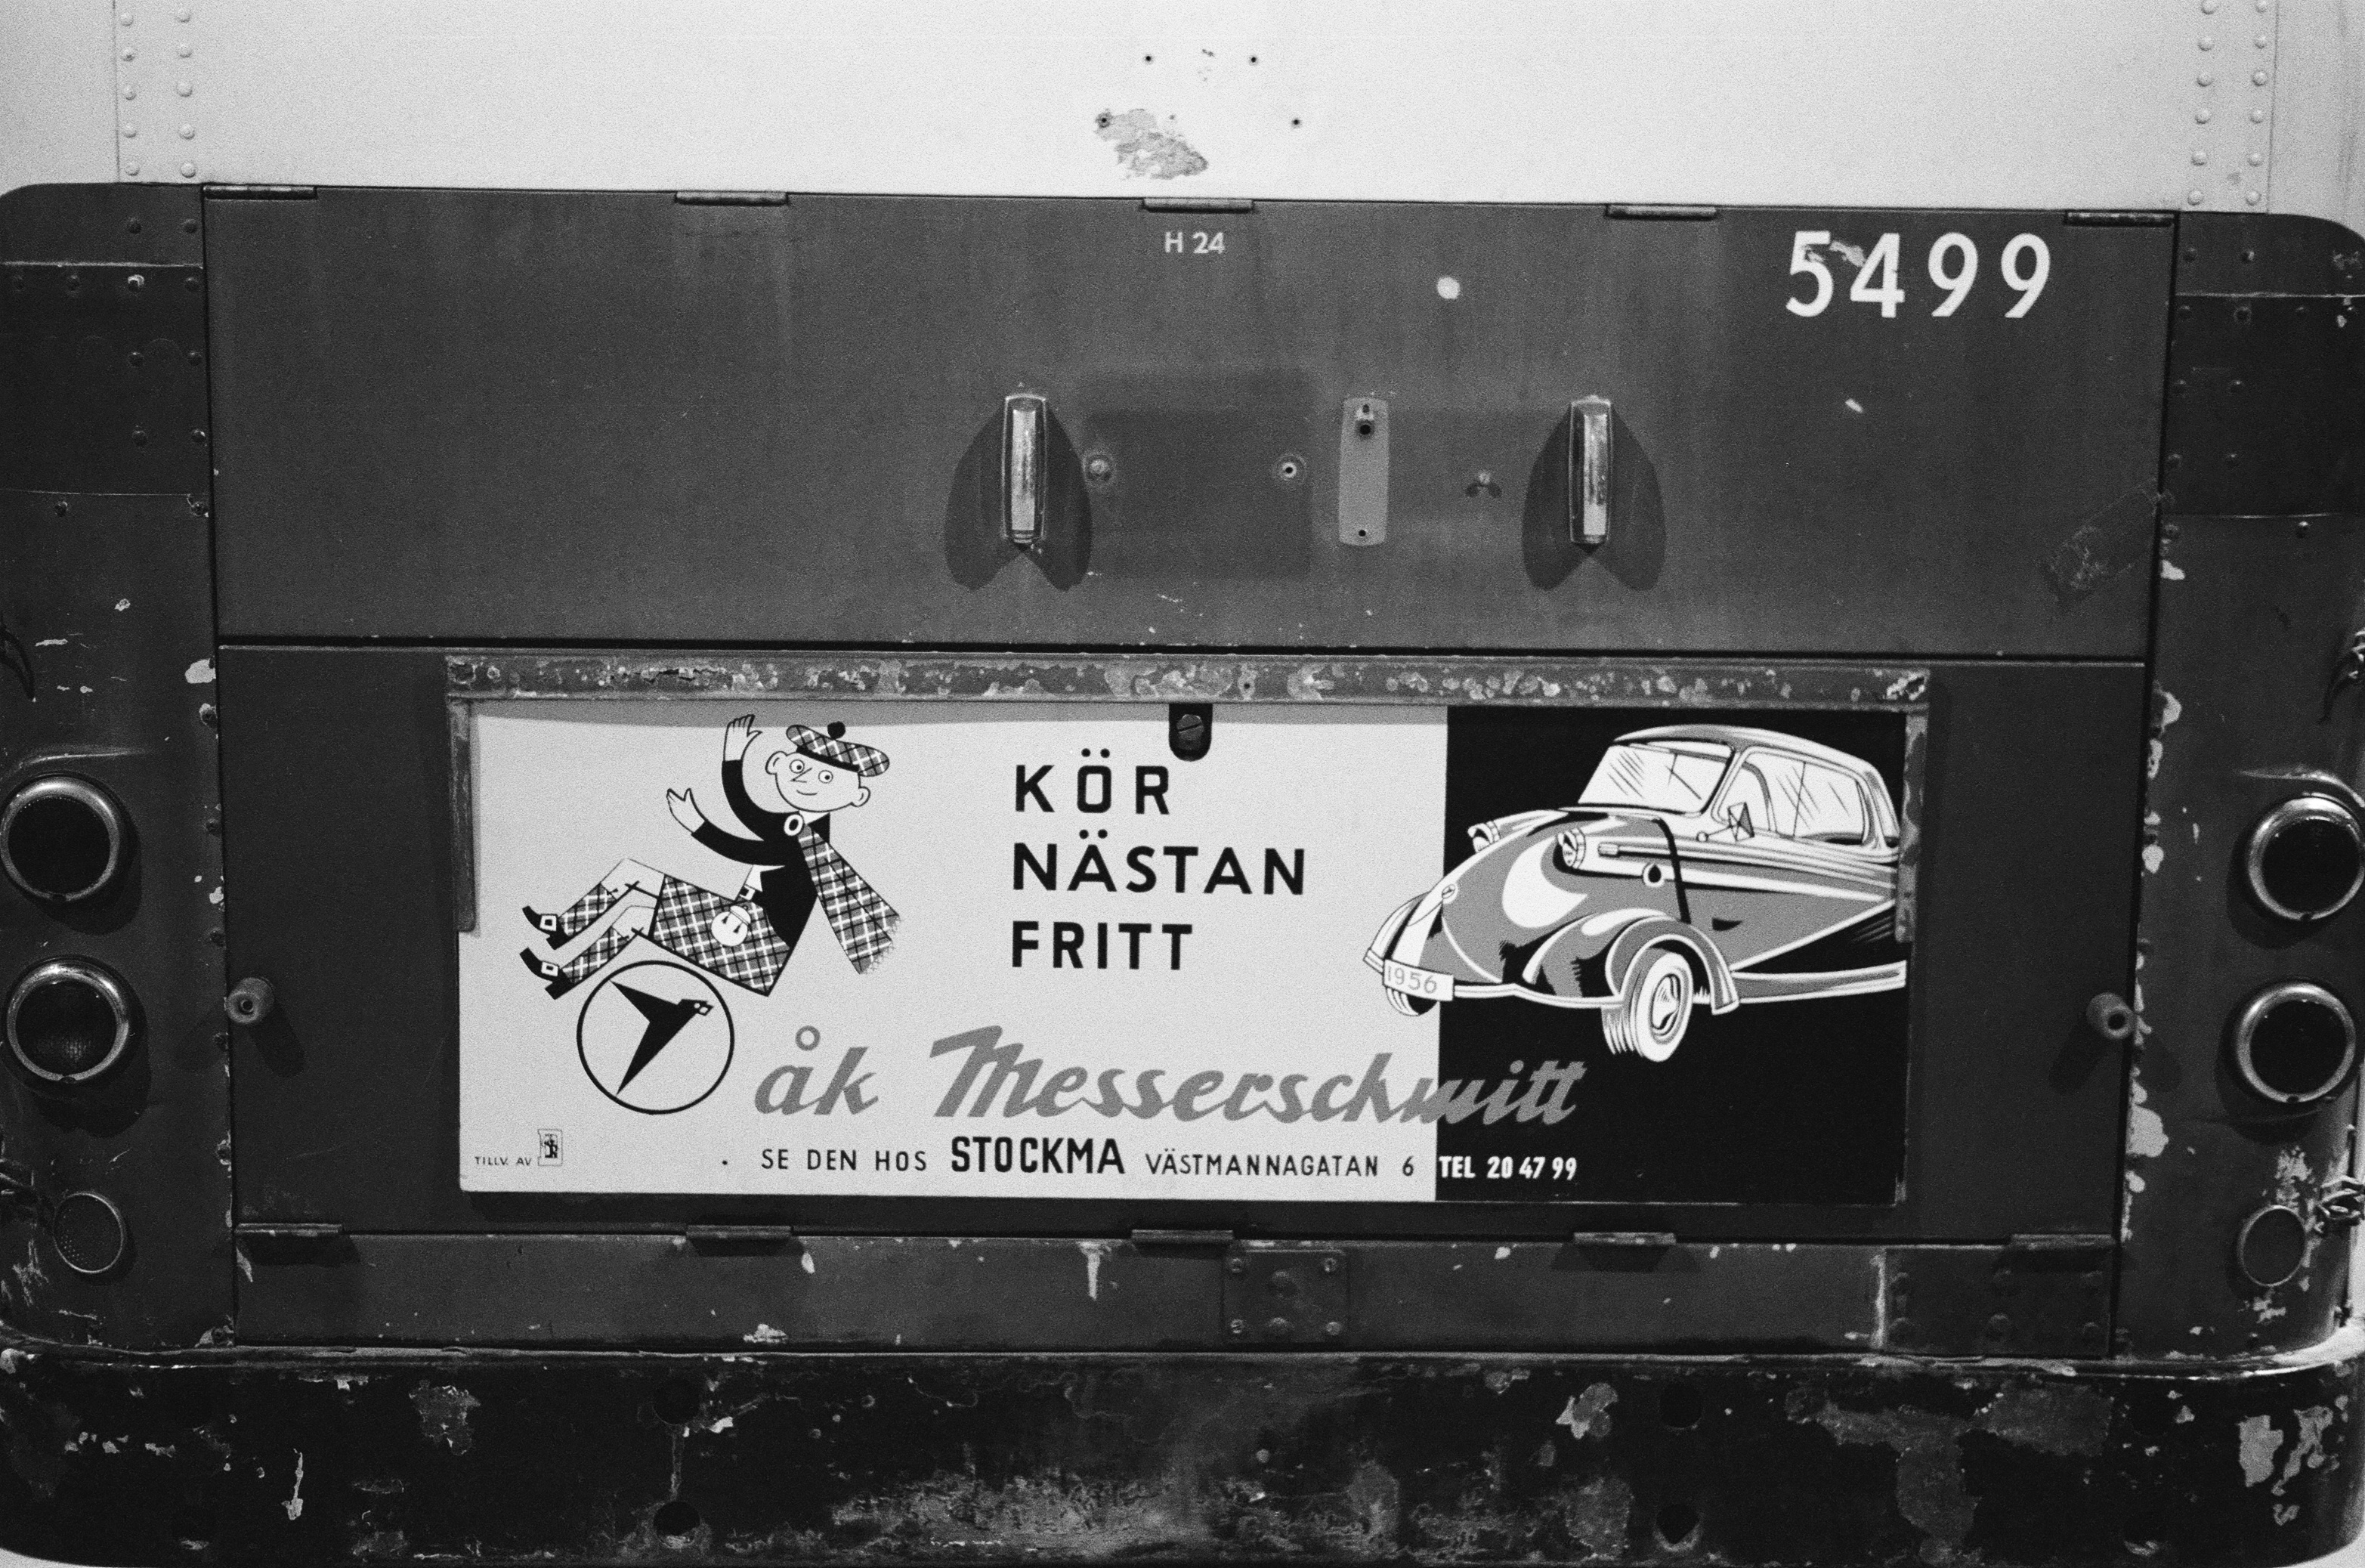 H 24
5499
KÖR
NÄSTAN
FRITT
1956
åk Messerschmitt
TILLV. AV
SE DEN HOS STOCKMA VÄSTMANNAGATAN 6 TEL 20 47 99